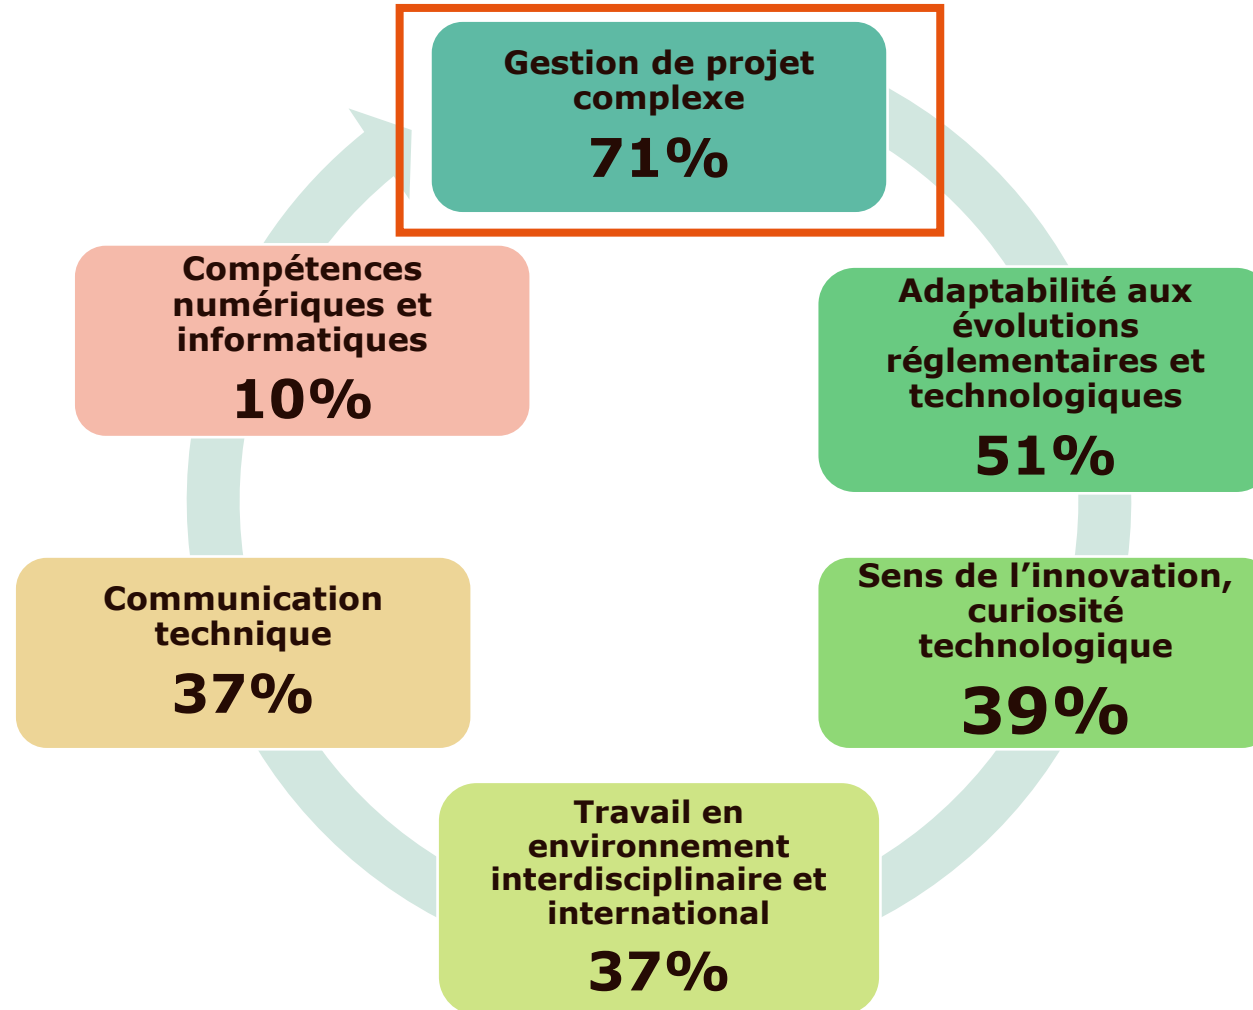 Gestion de projet
complexe
71%
Adaptabilité aux
évolutions
réglementaires et
technologiques
51%
Sens de l’innovation,
curiosité
technologique
39%
Travail en
environnement
interdisciplinaire et
international
37%
Communication
technique
37%
Compétences
numériques et
informatiques
10%